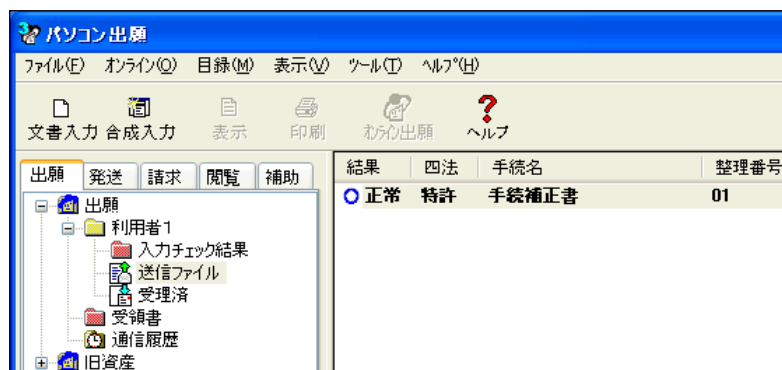 パソコン出願
ファイル(F) オンライン(O) 目録(M) 表示(V) ツール(T) ヘルプ(H)
文書入力 合成入力 表示 印刷 オンライン出願 ヘルプ
出願 発送 請求 閲覧 補助
結果 四法 手続名 整理番号
正常 特許 手続補正書 01
出願
利用者1
入力チェック結果
送信ファイル
受理済
受領書
通信履歴
旧資産